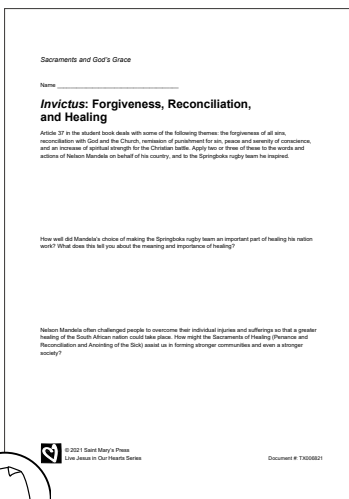 Sacraments and God's Grace
Name ____________________________________
Invictus: Forgiveness, Reconciliation,
and Healing
Article 37 in the student book deals with some of the following themes: the forgiveness of all sins,
reconciliation with God and the Church, remission of punishment for sin, peace and serenity of conscience,
and an increase of spiritual strength for the Christian battle. Apply two or three of these to the words and
actions of Nelson Mandela on behalf of his country, and to the Springboks rugby team he inspired.
How well did Mandela's choice of making the Springboks rugby team an important part of healing his nation
work? What does this tell you about the meaning and importance of healing?
Nelson Mandela often challenged people to overcome their individual injuries and sufferings so that a greater
healing of the South African nation could take place. How might the Sacraments of Healing (Penance and
Reconciliation and Anointing of the Sick) assist us in forming stronger communities and even a stronger
society?
© 2021 Saint Mary's Press
Live Jesus in Our Hearts Series
Document #: TX006821